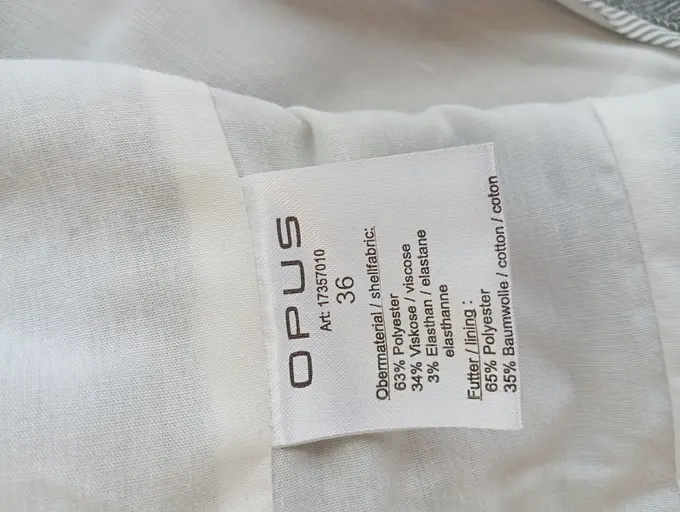 OPUS
Art: 17357010
36
Obermaterial / shellfabric:
63% Polyester
34% Viskose / viscose
3% Elasthan / elastane
elasthanne
Futter / lining :
65% Polyester
35% Baumwolle / cotton / coton